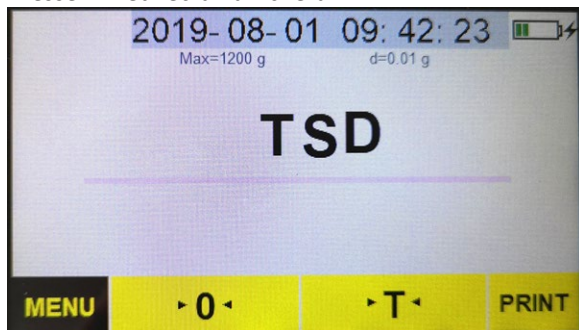 2019-08-01 09:42:23
Max=1200 g d=0.01 g
TSD
MENU ▸0◂ ▸T◂ PRINT